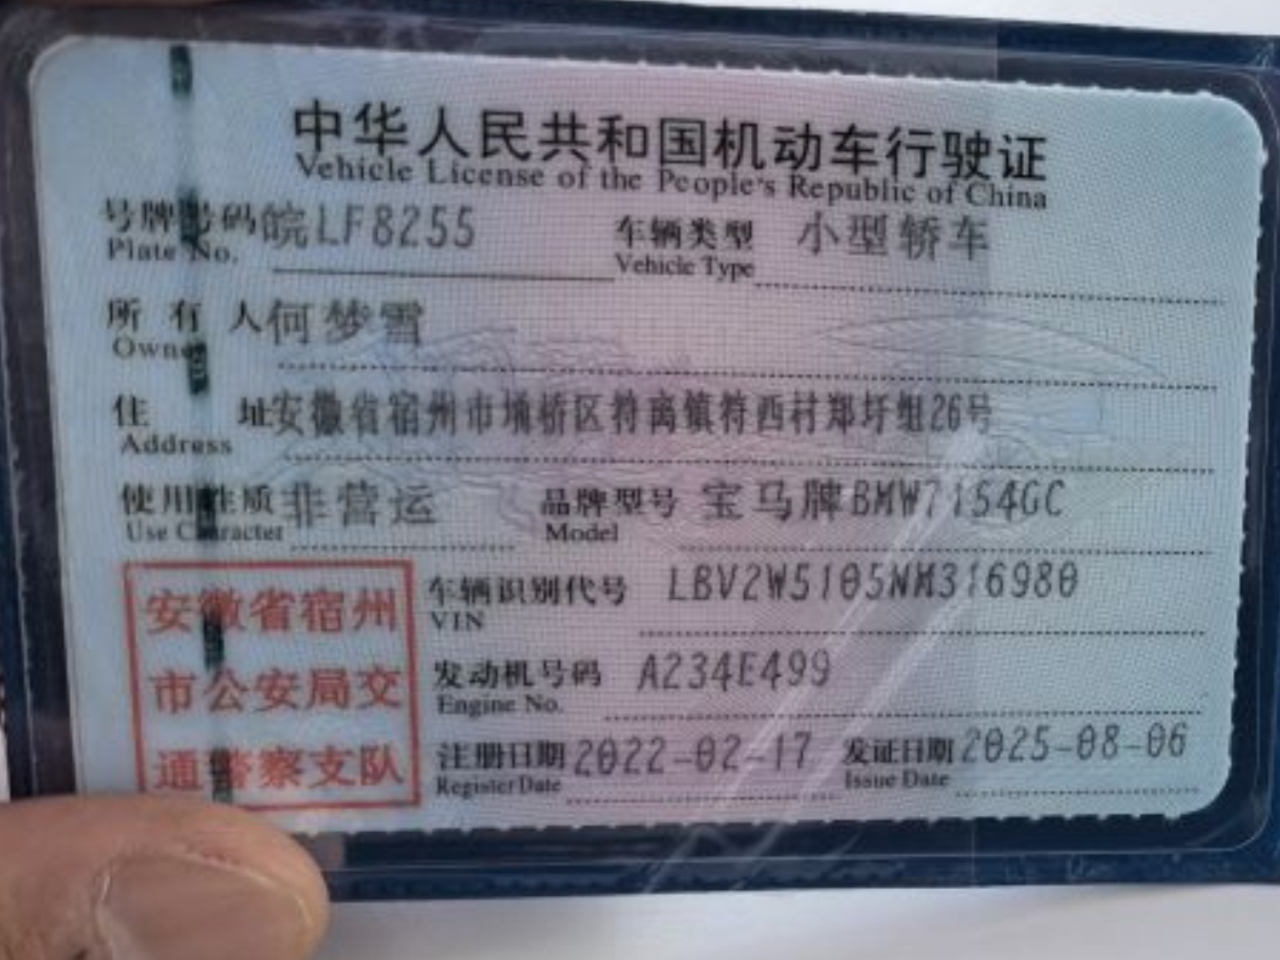 中华人民共和国机动车行驶证
Vehicle License of the People's Republic of China
号牌号码 皖LF8255 车辆类型 小型轿车
Plate No. Vehicle Type
所有人 何梦雪
Owner
住址 安徽省宿州市埇桥区符离镇符西村郑圩组26号
Address
使用性质 非营运 品牌型号 宝马牌BMW7154GC
Use Character Model
安徽省宿州
市公安局交
通警察支队
车辆识别代号 LBV2W5105NM316980
VIN
发动机号码 A234E499
Engine No.
注册日期 2022-02-17 发证日期 2025-08-06
Register Date Issue Date